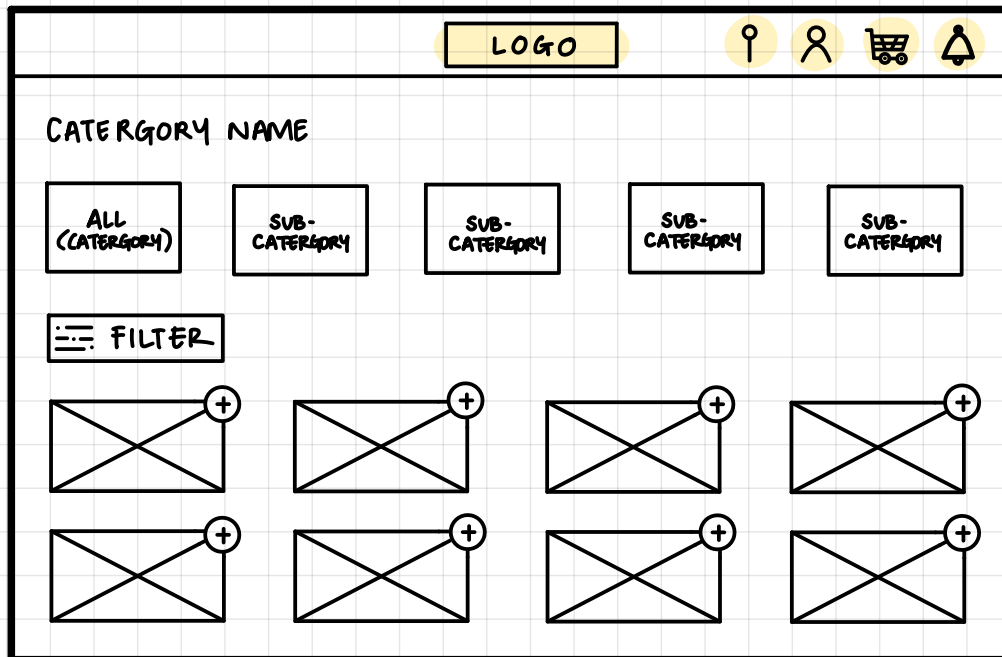 LOGO
CATERGORY NAME
ALL
(CATERGORY)
SUB-
CATERGORY
SUB-
CATERGORY
SUB-
CATERGORY
SUB-
CATERGORY
FILTER